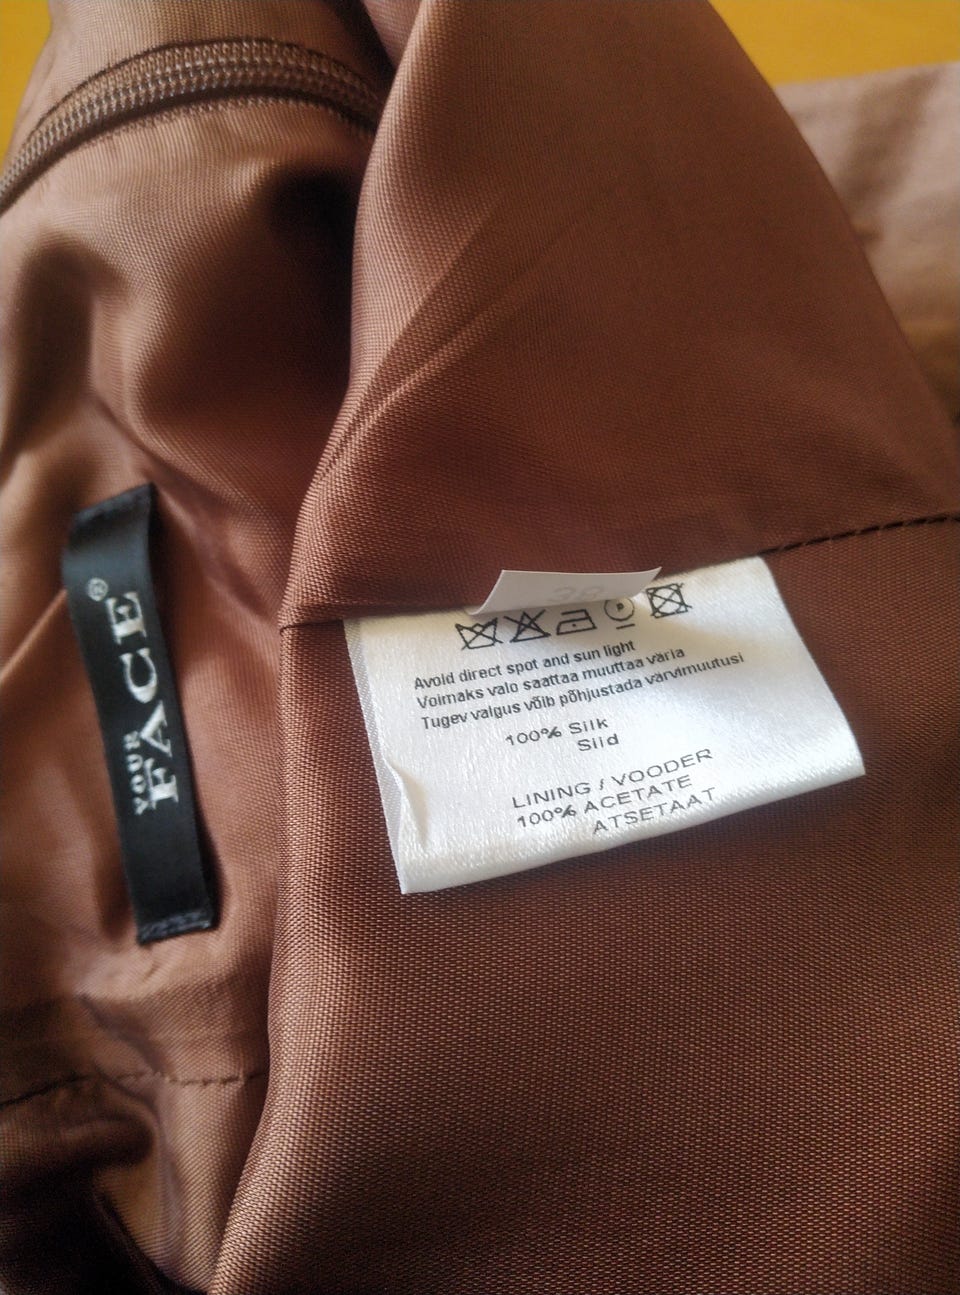 YOUR
FACE®
38
Avoid direct spot and sun light
Voimaks valo saattaa muuttaa väria
Tugev valgus võib põhjustada värvimuutusi
100% Silk
Siid
LINING / VOODER
100% ACETATE
ATSETAAT